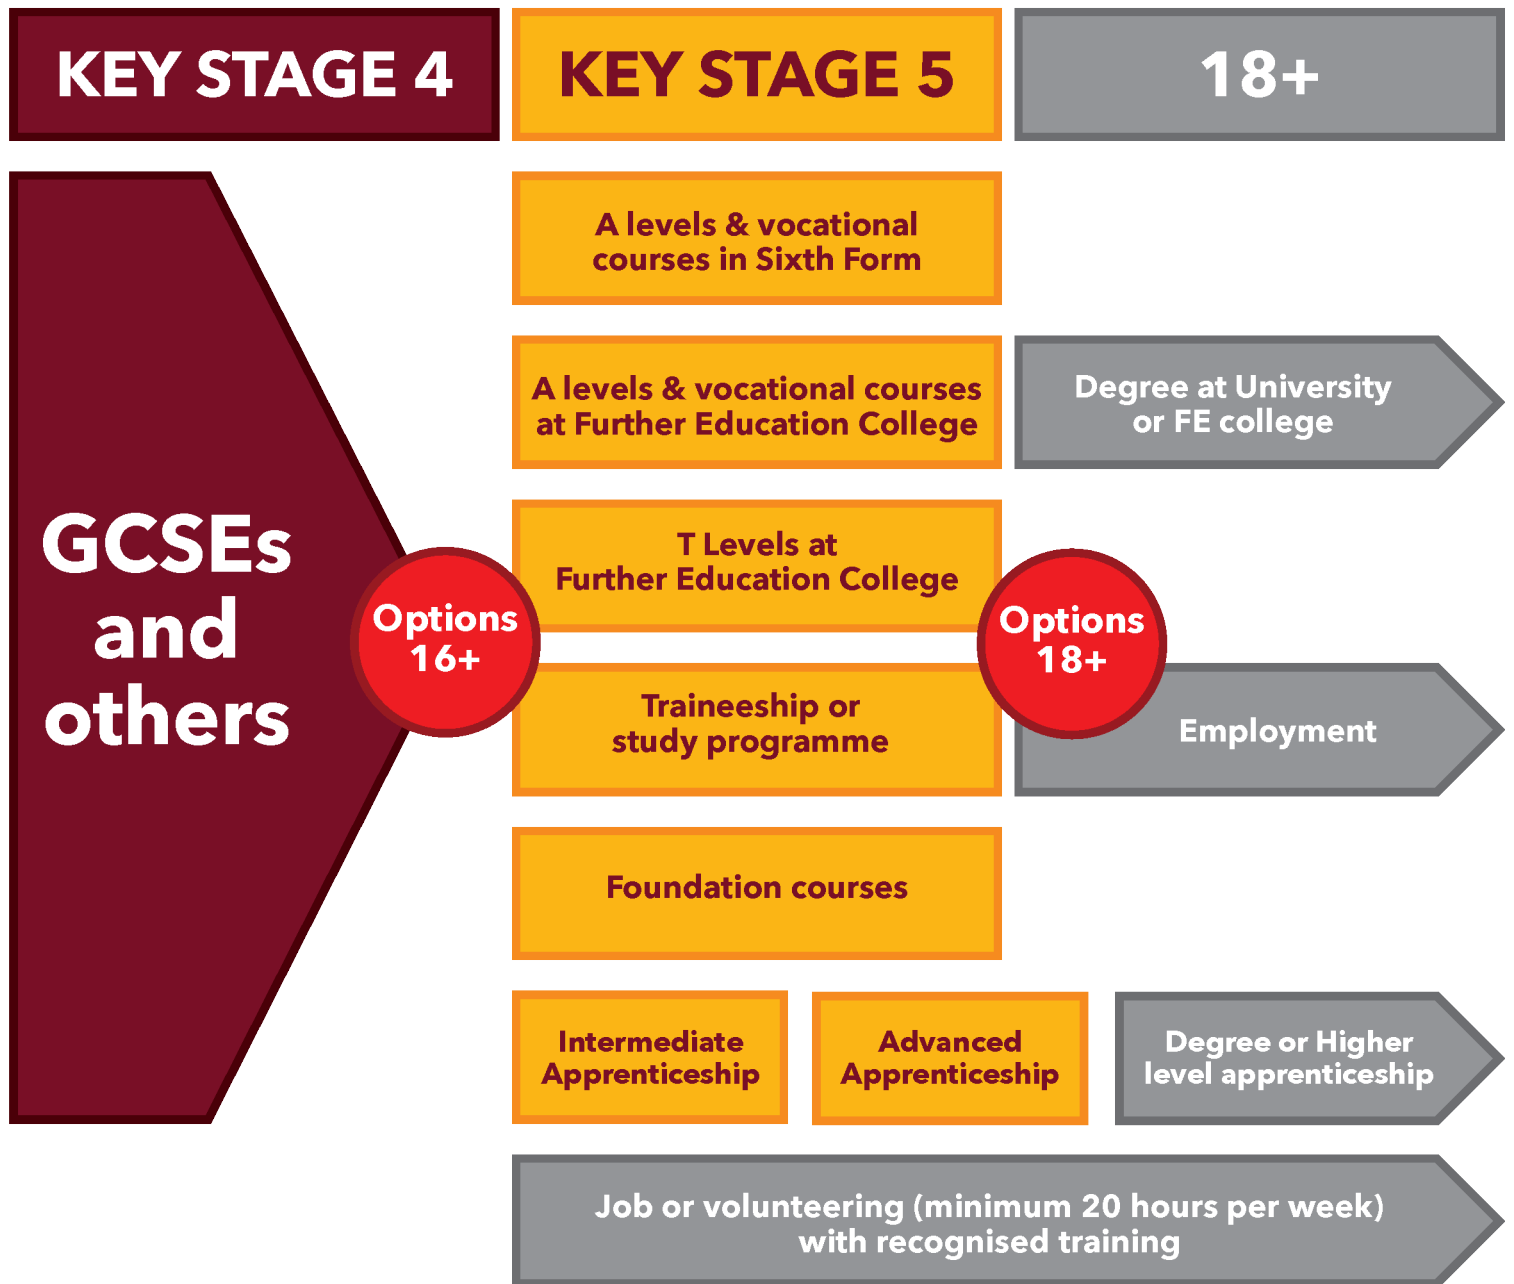 KEY STAGE 4
KEY STAGE 5
18+
GCSEs
and
others
Options
16+
A levels & vocational
courses in Sixth Form
A levels & vocational courses
at Further Education College
T Levels at
Further Education College
Traineeship or
study programme
Foundation courses
Intermediate
Apprenticeship
Advanced
Apprenticeship
Options
18+
Degree at University
or FE college
Employment
Degree or Higher
level apprenticeship
Job or volunteering (minimum 20 hours per week)
with recognised training